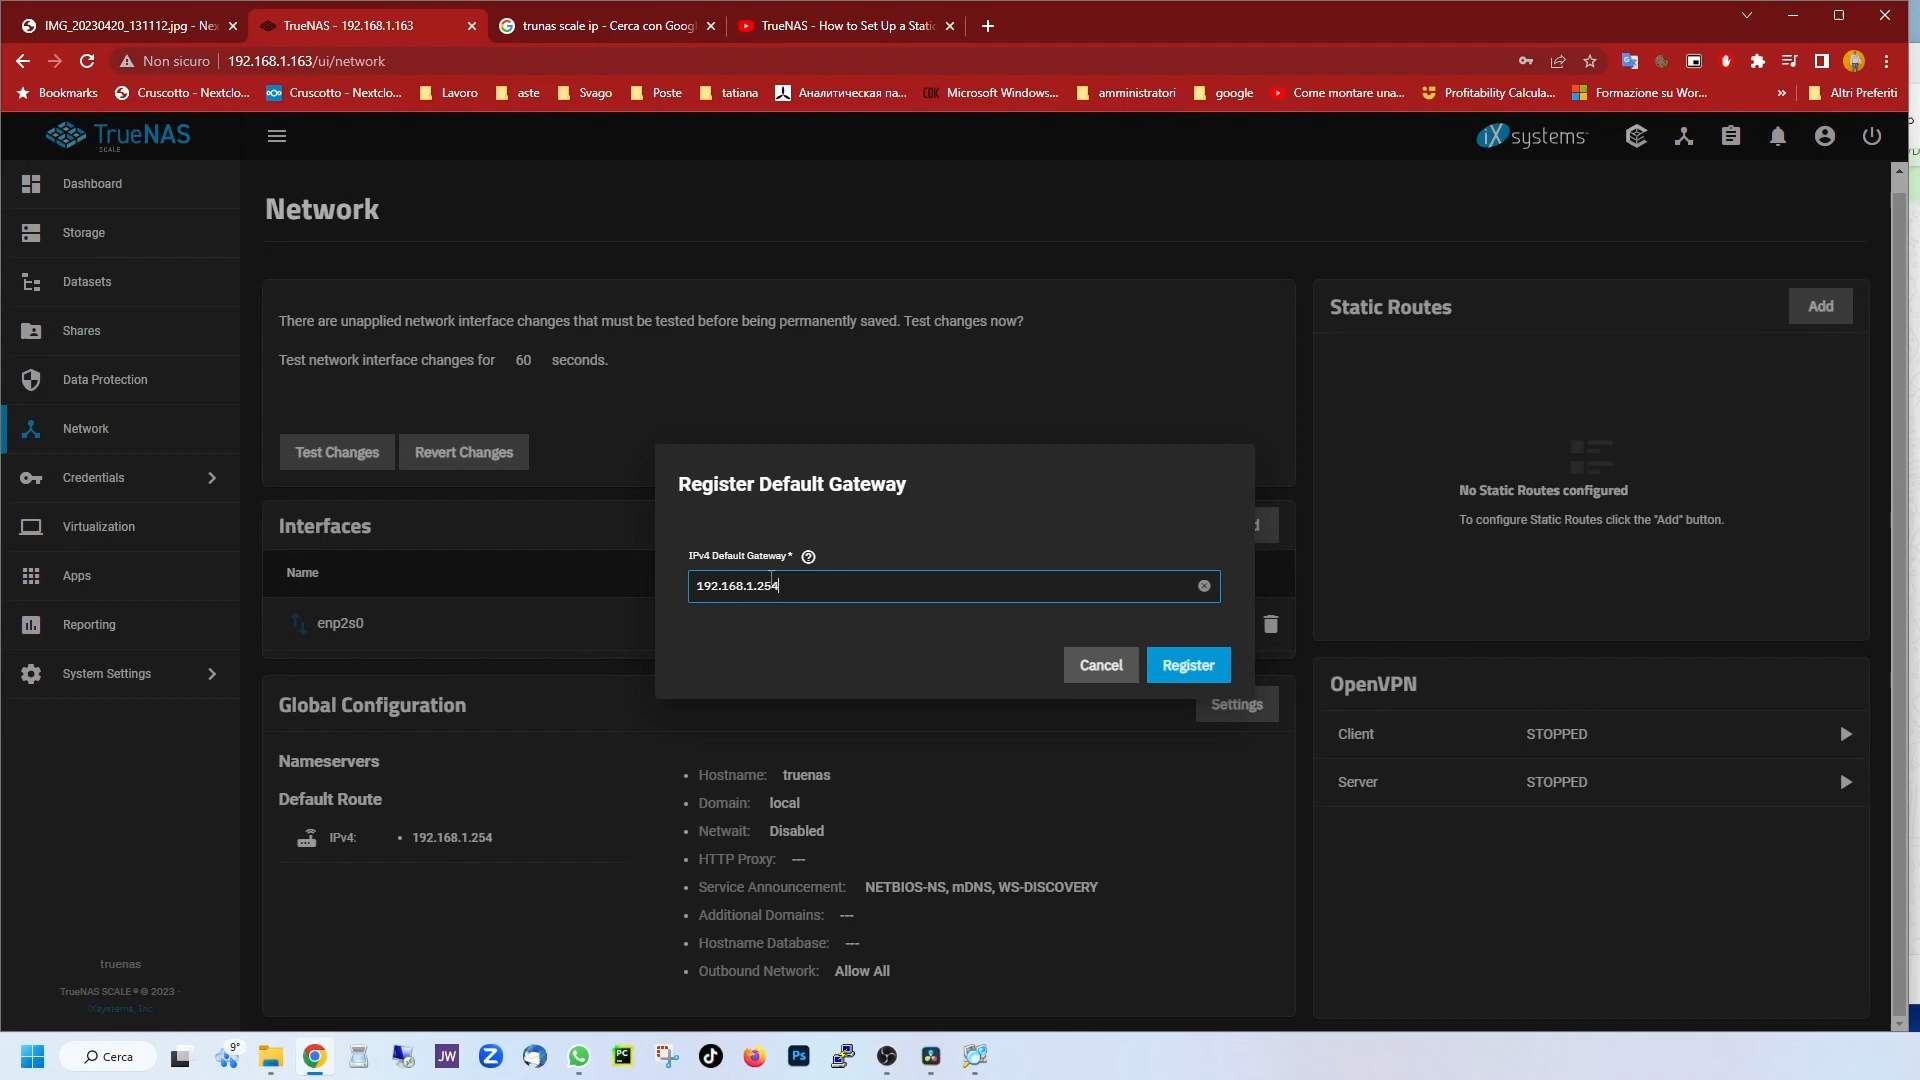 IMG_20230420_131112.jpg - Nex
TrueNAS - 192.168.1.163
trunas scale ip - Cerca con Goog
TrueNAS - How to Set Up a Stati
Non sicuro
192.168.1.163/ui/network
Bookmarks
Cruscotto - Nextclo...
Cruscotto - Nextclo...
Lavoro
aste
Svago
Poste
tatiana
Аналитическая па...
CDK
Microsoft Windows...
amministratori
google
Come montare una...
Profitability Calcula...
Formazione su Wor...
»
Altri Preferiti
TrueNAS
SCALE
iXsystems
Dashboard
Storage
Datasets
Shares
Data Protection
Network
Credentials
Virtualization
Apps
Reporting
System Settings
truenas
TrueNAS SCALE ® © 2023 -
iXsystems, Inc
Network
There are unapplied network interface changes that must be tested before being permanently saved. Test changes now?
Test network interface changes for 60 seconds.
Test Changes
Revert Changes
Interfaces
Name
enp2s0
Register Default Gateway
IPv4 Default Gateway *
192.168.1.254
Cancel
Register
Global Configuration
Settings
Nameservers
Default Route
IPv4:
• 192.168.1.254
• Hostname: truenas
• Domain: local
• Netwait: Disabled
• HTTP Proxy: ---
• Service Announcement: NETBIOS-NS, mDNS, WS-DISCOVERY
• Additional Domains: ---
• Hostname Database: ---
• Outbound Network: Allow All
Static Routes
Add
No Static Routes configured
To configure Static Routes click the "Add" button.
OpenVPN
Client STOPPED
Server STOPPED
Cerca
9°
JW
Z
PC
Ps